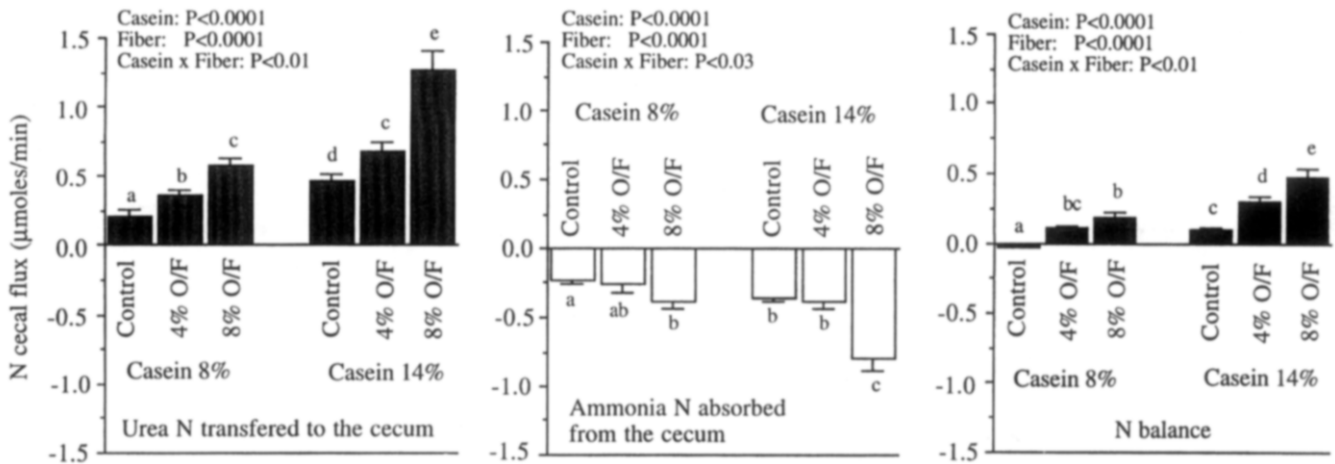 N cecal flux (μmoles/min)
Casein: P<0.0001
Fiber: P<0.0001
Casein x Fiber: P<0.01
1.5
1.0
0.5
0.0
-0.5
-1.0
-1.5
a
b
c
d
c
e
Control
4% O/F
8% O/F
Control
4% O/F
8% O/F
Casein 8%
Casein 14%
Urea N transfered to the cecum
Casein: P<0.0001
Fiber: P<0.0001
Casein x Fiber: P<0.03
1.5
1.0
0.5
0.0
-0.5
-1.0
-1.5
Casein 8%
Casein 14%
Control
4% O/F
8% O/F
Control
4% O/F
8% O/F
a
ab
b
b
b
c
Ammonia N absorbed
from the cecum
Casein: P<0.0001
Fiber: P<0.0001
Casein x Fiber: P<0.01
1.5
1.0
0.5
0.0
-0.5
-1.0
-1.5
a
bc
b
c
d
e
Control
4% O/F
8% O/F
Control
4% O/F
8% O/F
Casein 8%
Casein 14%
N balance